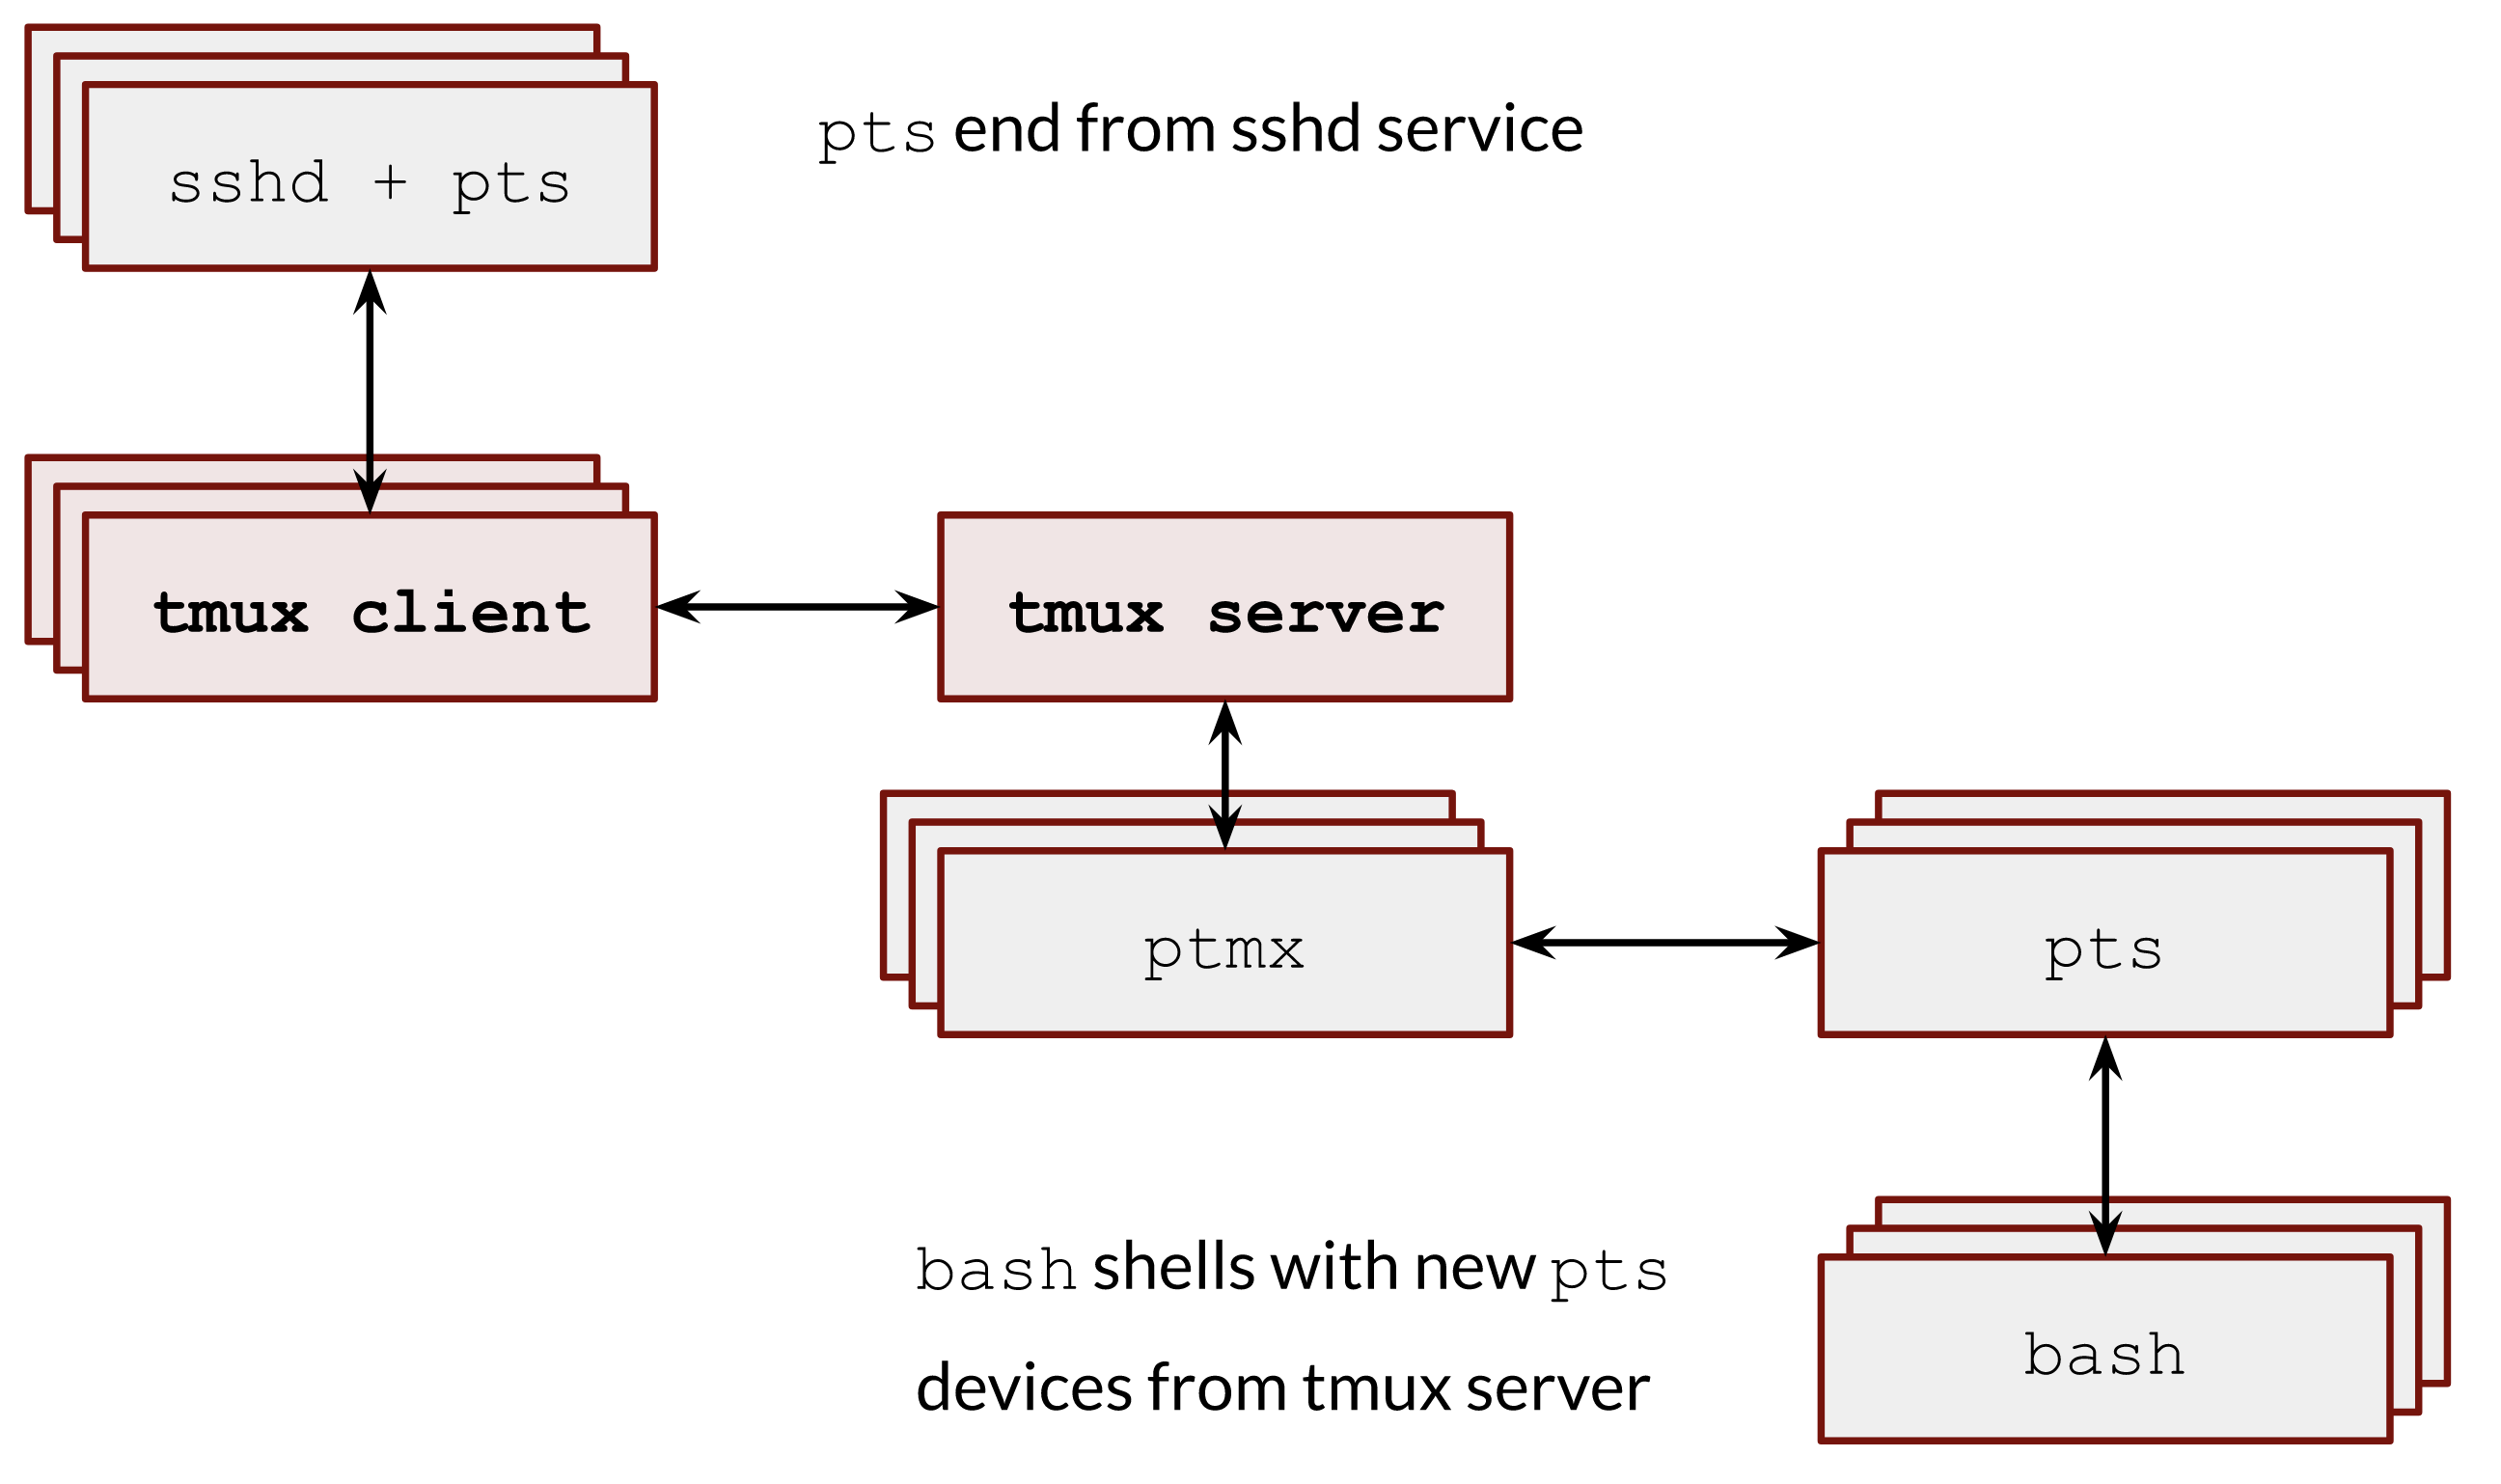 pts end from sshd service
sshd + pts
tmux client
tmux server
ptmx
pts
bash shells with new pts
devices from tmux server
bash